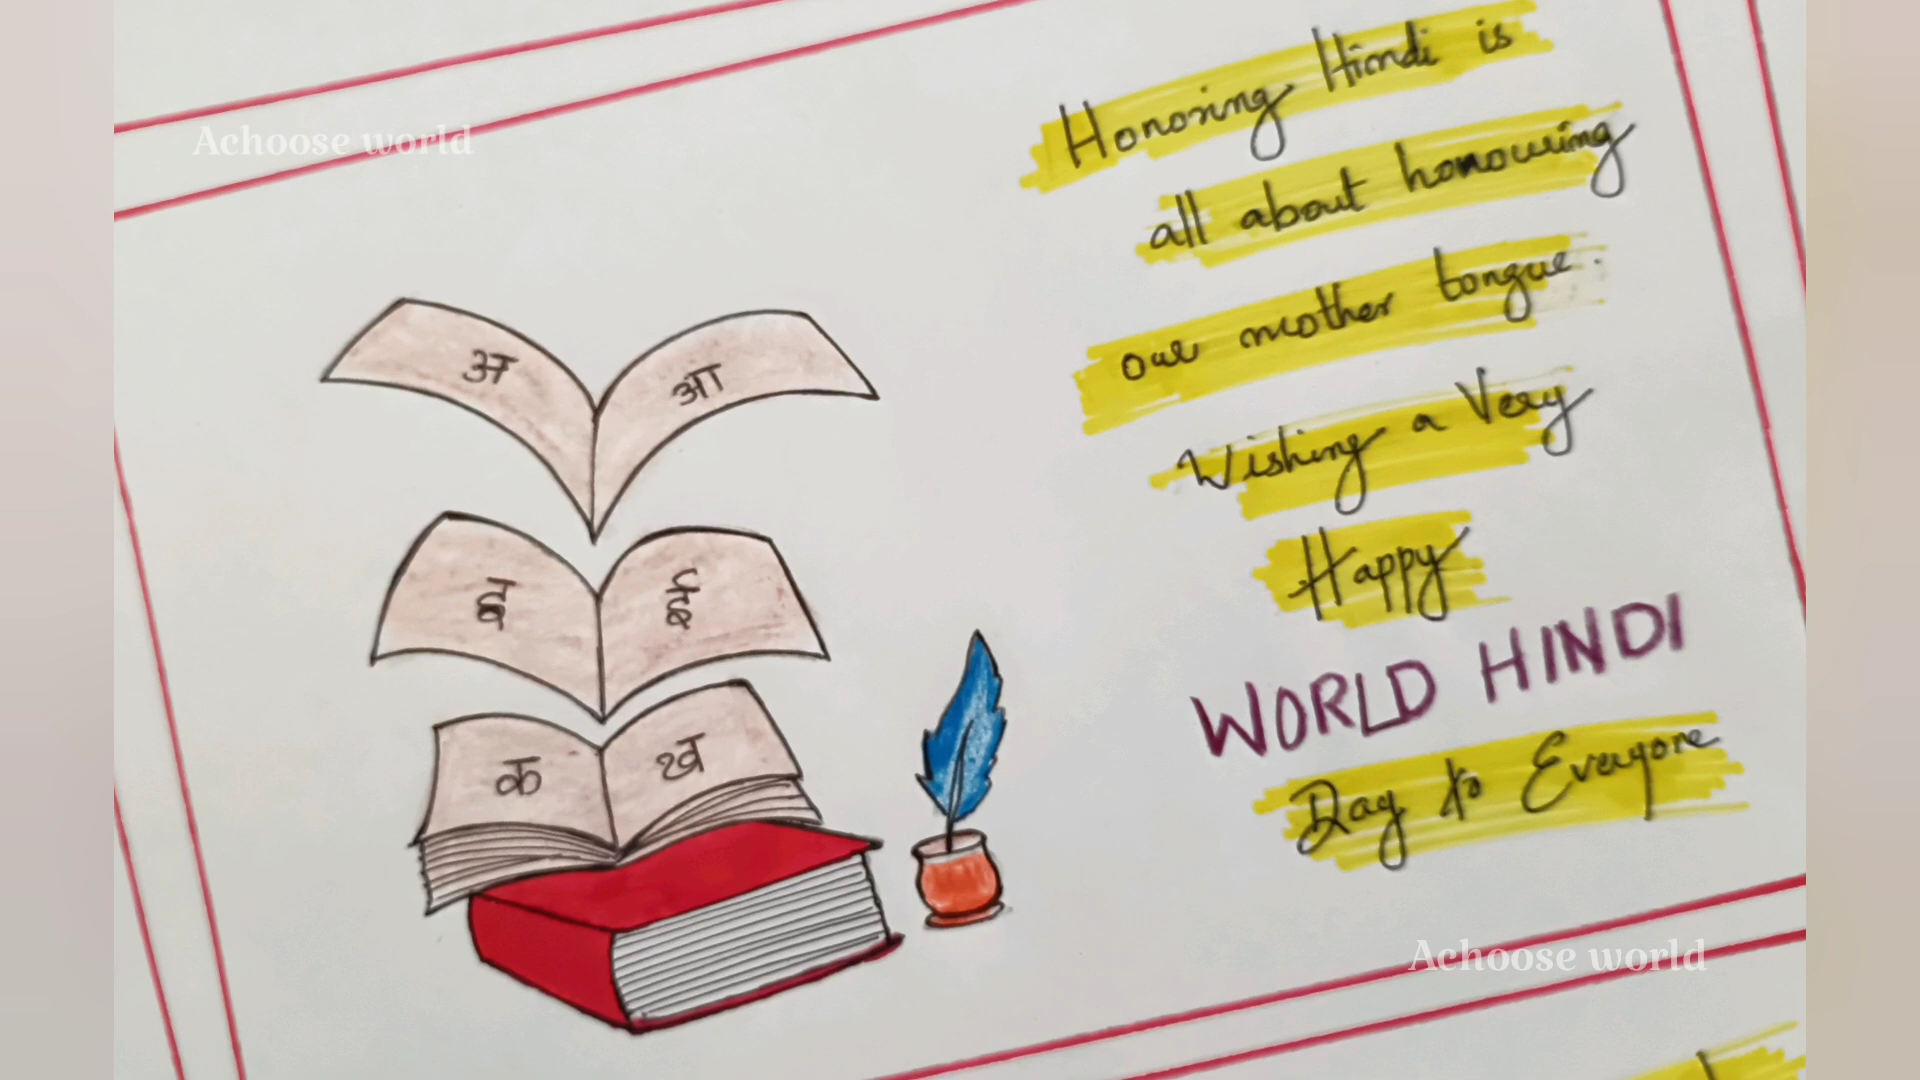 Achoose world
Honoring Hindi is
all about honouring
our mother tongue.
Wishing a Very
Happy
WORLD HINDI
Day to Everyone
अ आ
इ ई
क ख
Achoose world